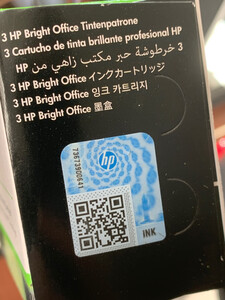 3 HP Bright Office Tintenpatrone
3 Cartucho de tinta brillante profesional HP
3 خرطوشة حبر مكتب زاهي من HP
3 HP Bright Office インクカートリッジ
3 HP Bright Office 잉크 카트리지
3 HP Bright Office 墨盒
hp
INK